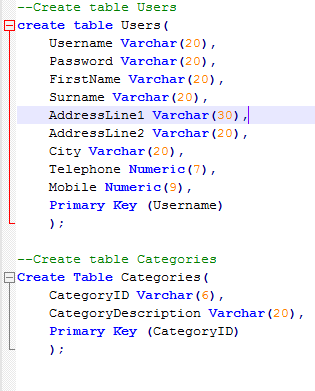 --Create table Users
create table Users(
Username Varchar(20),
Password Varchar(20),
FirstName Varchar(20),
Surname Varchar(20),
AddressLine1 Varchar(30),
AddressLine2 Varchar(20),
City Varchar(20),
Telephone Numeric(7),
Mobile Numeric(9),
Primary Key (Username)
);
--Create table Categories
Create Table Categories(
CategoryID Varchar(6),
CategoryDescription Varchar(20),
Primary Key (CategoryID)
);